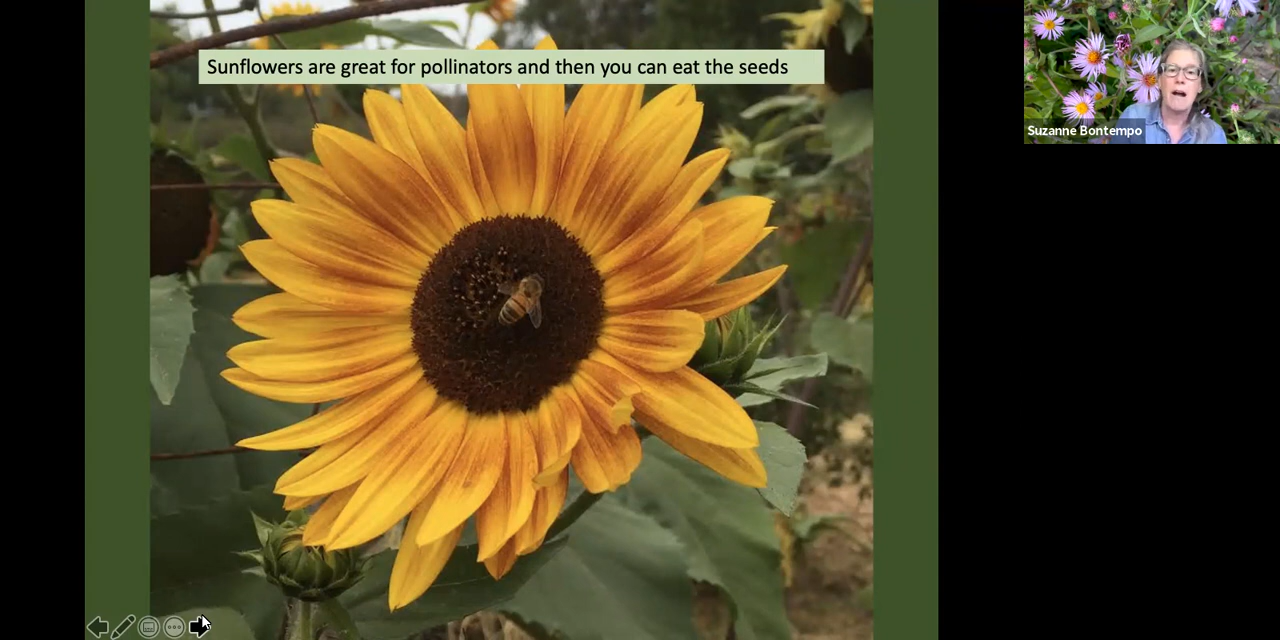 Sunflowers are great for pollinators and then you can eat the seeds
Suzanne Bontempo